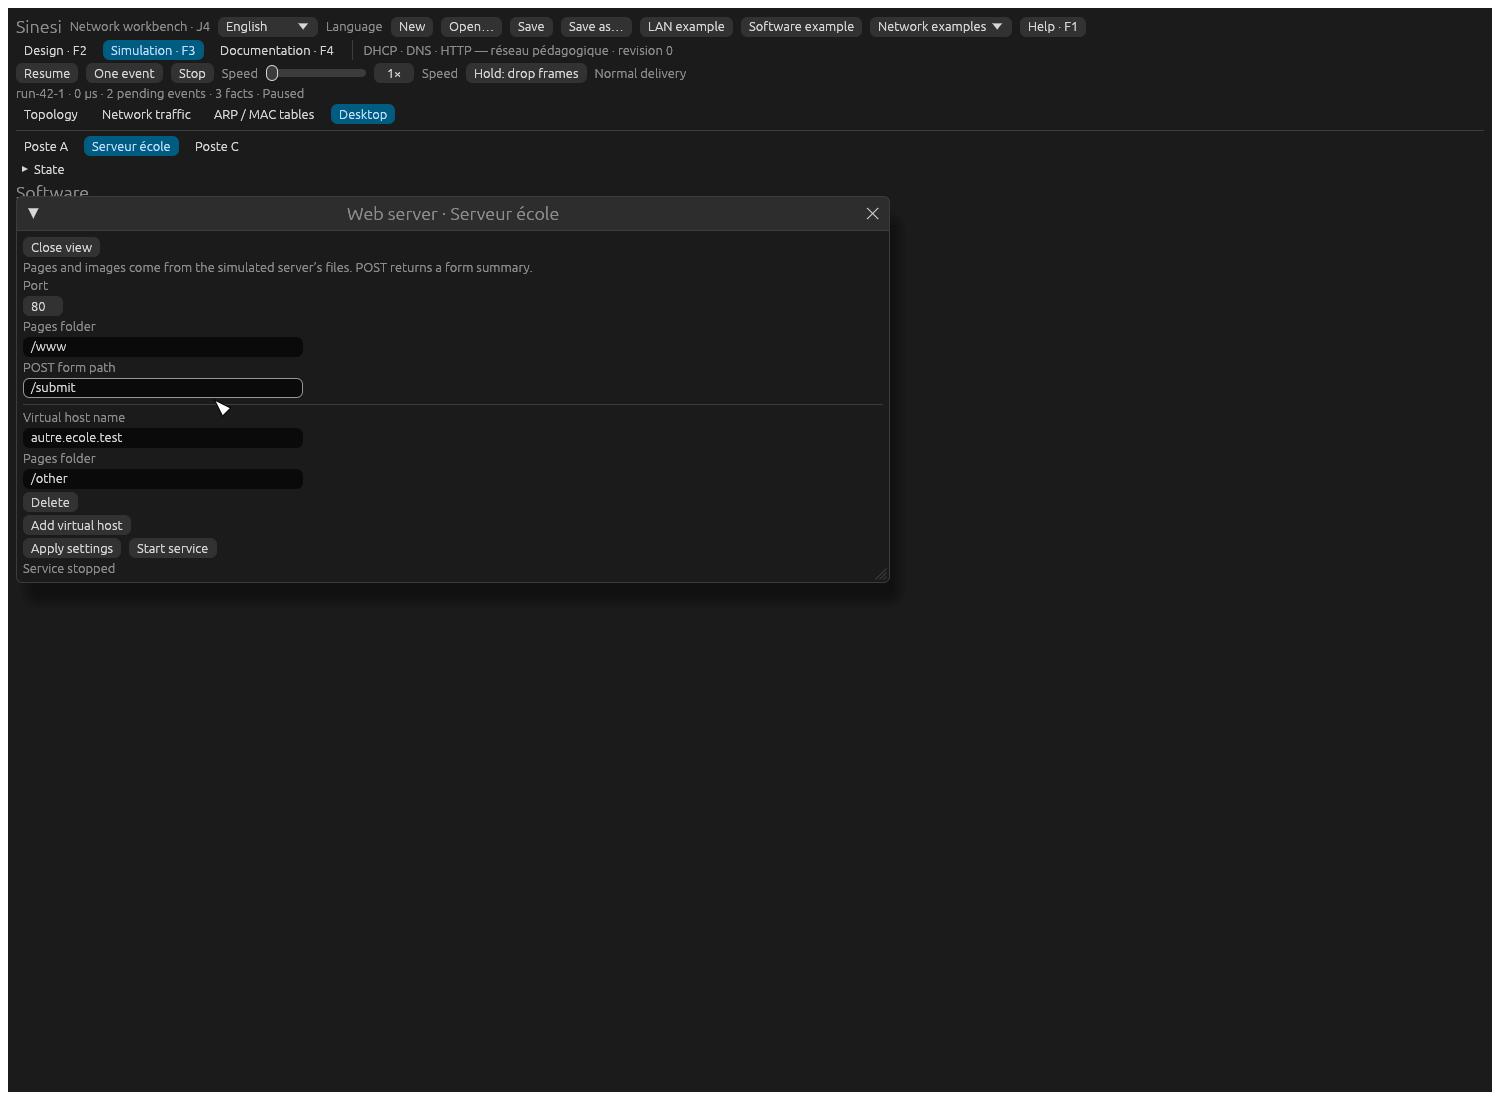 Sinesi Network workbench · J4 English Language New Open… Save Save as… LAN example Software example Network examples Help · F1
Design · F2 Simulation · F3 Documentation · F4 DHCP · DNS · HTTP — réseau pédagogique · revision 0
Resume One event Stop Speed 1× Speed Hold: drop frames Normal delivery
run-42-1 · 0 µs · 2 pending events · 3 facts · Paused
Topology Network traffic ARP / MAC tables Desktop
Poste A Serveur école Poste C
State
Software
Web server · Serveur école
Close view
Pages and images come from the simulated server’s files. POST returns a form summary.
Port
80
Pages folder
/www
POST form path
/submit
Virtual host name
autre.ecole.test
Pages folder
/other
Delete
Add virtual host
Apply settings Start service
Service stopped